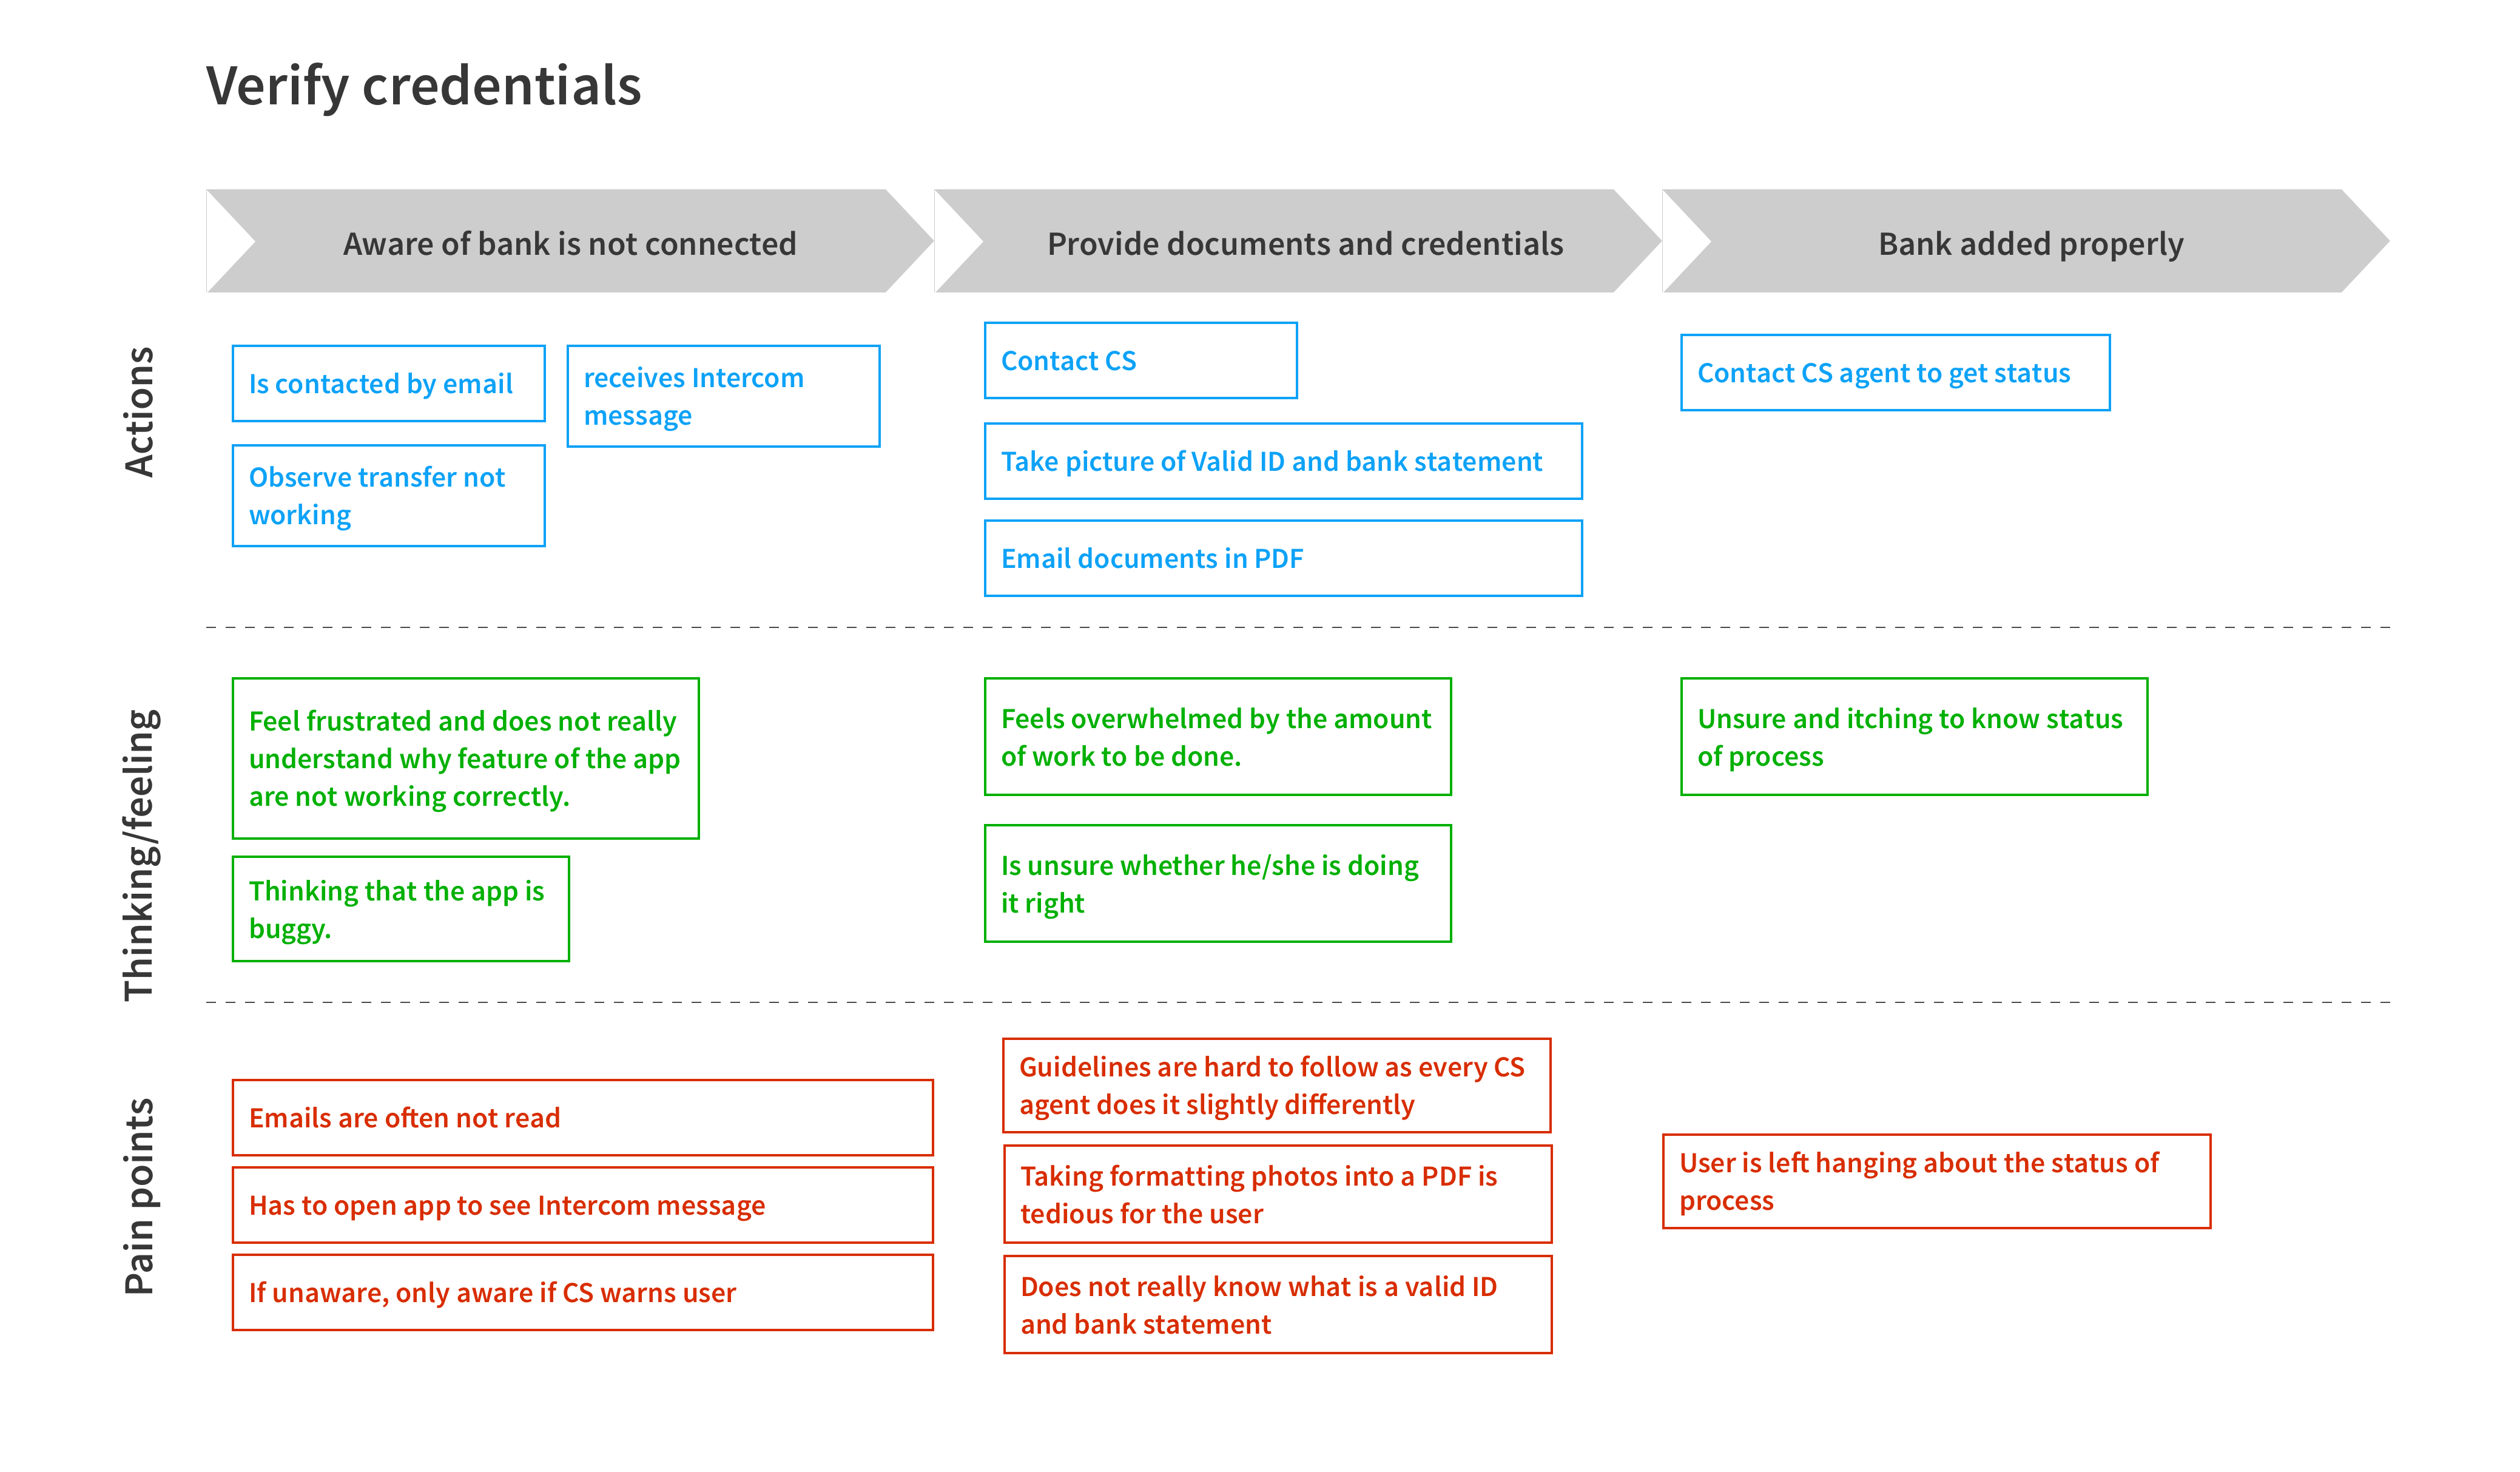 Verify credentials
Aware of bank is not connected
Provide documents and credentials
Bank added properly
Actions
Is contacted by email
receives Intercom
message
Observe transfer not
working
Contact CS
Take picture of Valid ID and bank statement
Email documents in PDF
Contact CS agent to get status
Thinking/feeling
Feel frustrated and does not really
understand why feature of the app
are not working correctly.
Thinking that the app is
buggy.
Feels overwhelmed by the amount
of work to be done.
Is unsure whether he/she is doing
it right
Unsure and itching to know status
of process
Pain points
Emails are often not read
Has to open app to see Intercom message
If unaware, only aware if CS warns user
Guidelines are hard to follow as every CS
agent does it slightly differently
Taking formatting photos into a PDF is
tedious for the user
Does not really know what is a valid ID
and bank statement
User is left hanging about the status of
process